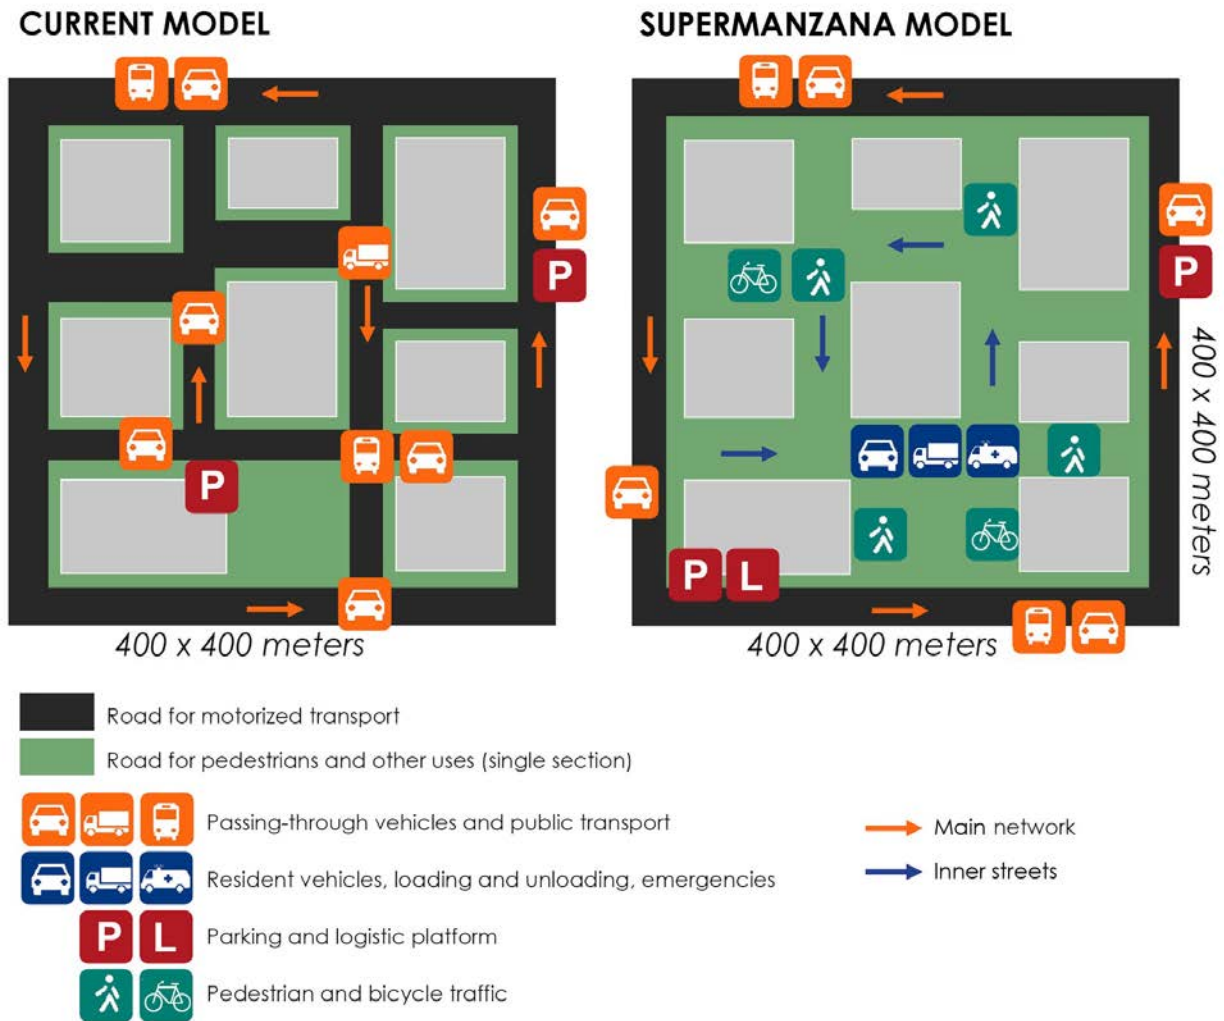 CURRENT MODEL
SUPERMANZANA MODEL
P
P
P
P L
400 x 400 meters
400 x 400 meters
400 x 400 meters
Road for motorized transport
Road for pedestrians and other uses (single section)
Passing-through vehicles and public transport
Main network
Resident vehicles, loading and unloading, emergencies
Inner streets
P L
Parking and logistic platform
Pedestrian and bicycle traffic